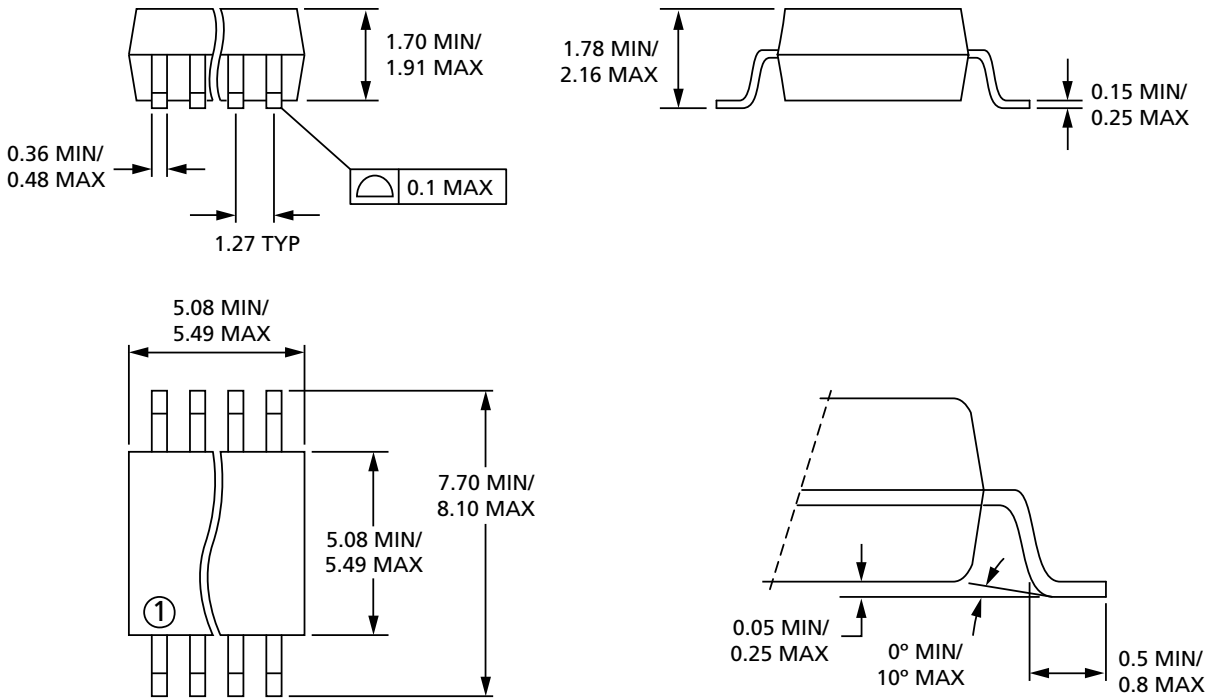 1.70 MIN/
1.91 MAX
1.78 MIN/
2.16 MAX
0.15 MIN/
0.25 MAX
0.36 MIN/
0.48 MAX
0.1 MAX
1.27 TYP
5.08 MIN/
5.49 MAX
7.70 MIN/
8.10 MAX
5.08 MIN/
5.49 MAX
1
0.05 MIN/
0.25 MAX
0º MIN/
10º MAX
0.5 MIN/
0.8 MAX